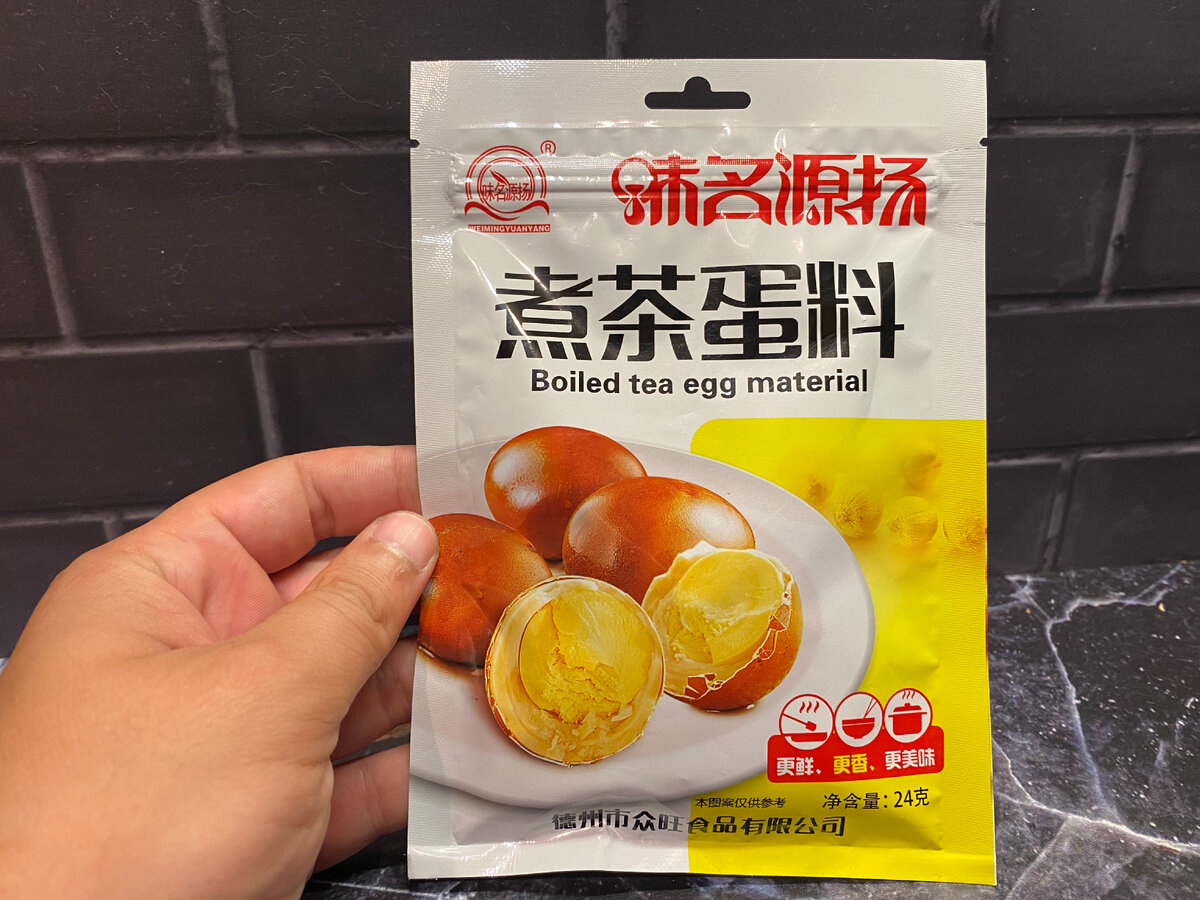 味名源扬
®
WEIMINGYUANYANG
味名源扬
煮茶蛋料
Boiled tea egg material
更鲜、更香、更美味
本图案仅供参考
净含量：24克
德州市众旺食品有限公司